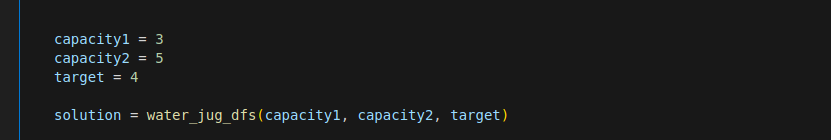 capacity1 = 3
capacity2 = 5
target = 4
solution = water_jug_dfs(capacity1, capacity2, target)